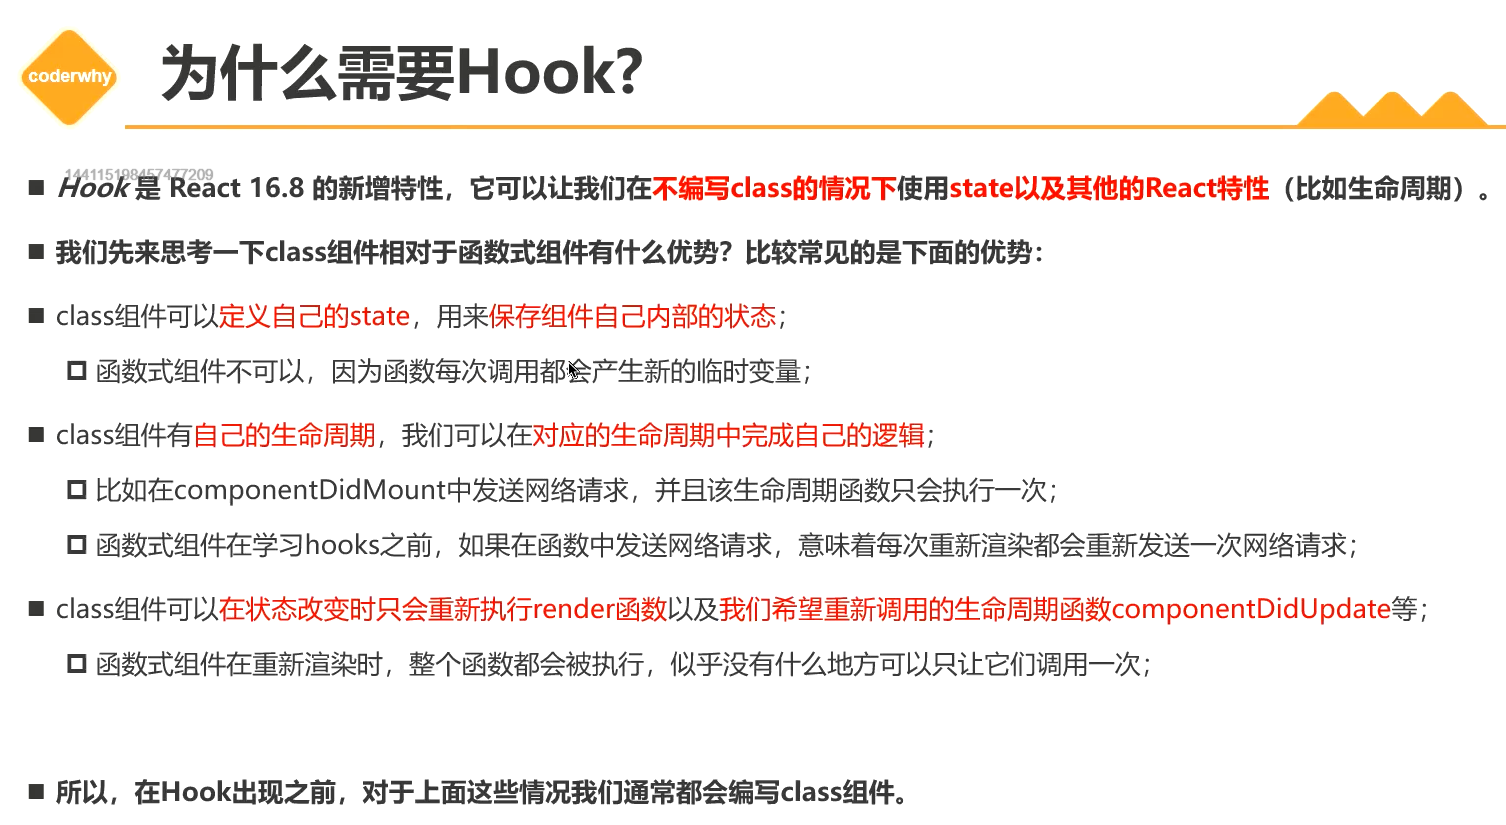 coderwhy
为什么需要Hook?
144115198457477209
Hook 是 React 16.8 的新增特性，它可以让我们在不编写class的情况下使用state以及其他的React特性（比如生命周期）。
我们先来思考一下class组件相对于函数式组件有什么优势？比较常见的是下面的优势：
class组件可以定义自己的state，用来保存组件自己内部的状态；
函数式组件不可以，因为函数每次调用都会产生新的临时变量；
class组件有自己的生命周期，我们可以在对应的生命周期中完成自己的逻辑；
比如在componentDidMount中发送网络请求，并且该生命周期函数只会执行一次；
函数式组件在学习hooks之前，如果在函数中发送网络请求，意味着每次重新渲染都会重新发送一次网络请求；
class组件可以在状态改变时只会重新执行render函数以及我们希望重新调用的生命周期函数componentDidUpdate等；
函数式组件在重新渲染时，整个函数都会被执行，似乎没有什么地方可以只让它们调用一次；
所以，在Hook出现之前，对于上面这些情况我们通常都会编写class组件。